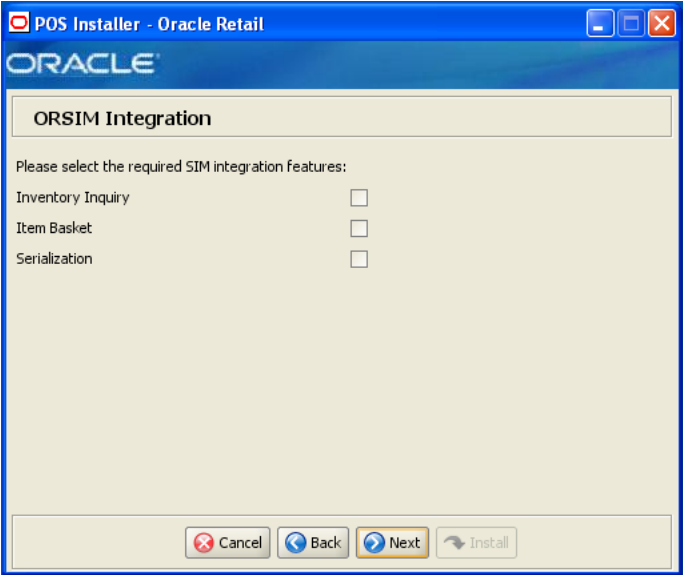 POS Installer - Oracle Retail
ORACLE
ORSIM Integration
Please select the required SIM integration features:
Inventory Inquiry
Item Basket
Serialization
Cancel Back Next Install